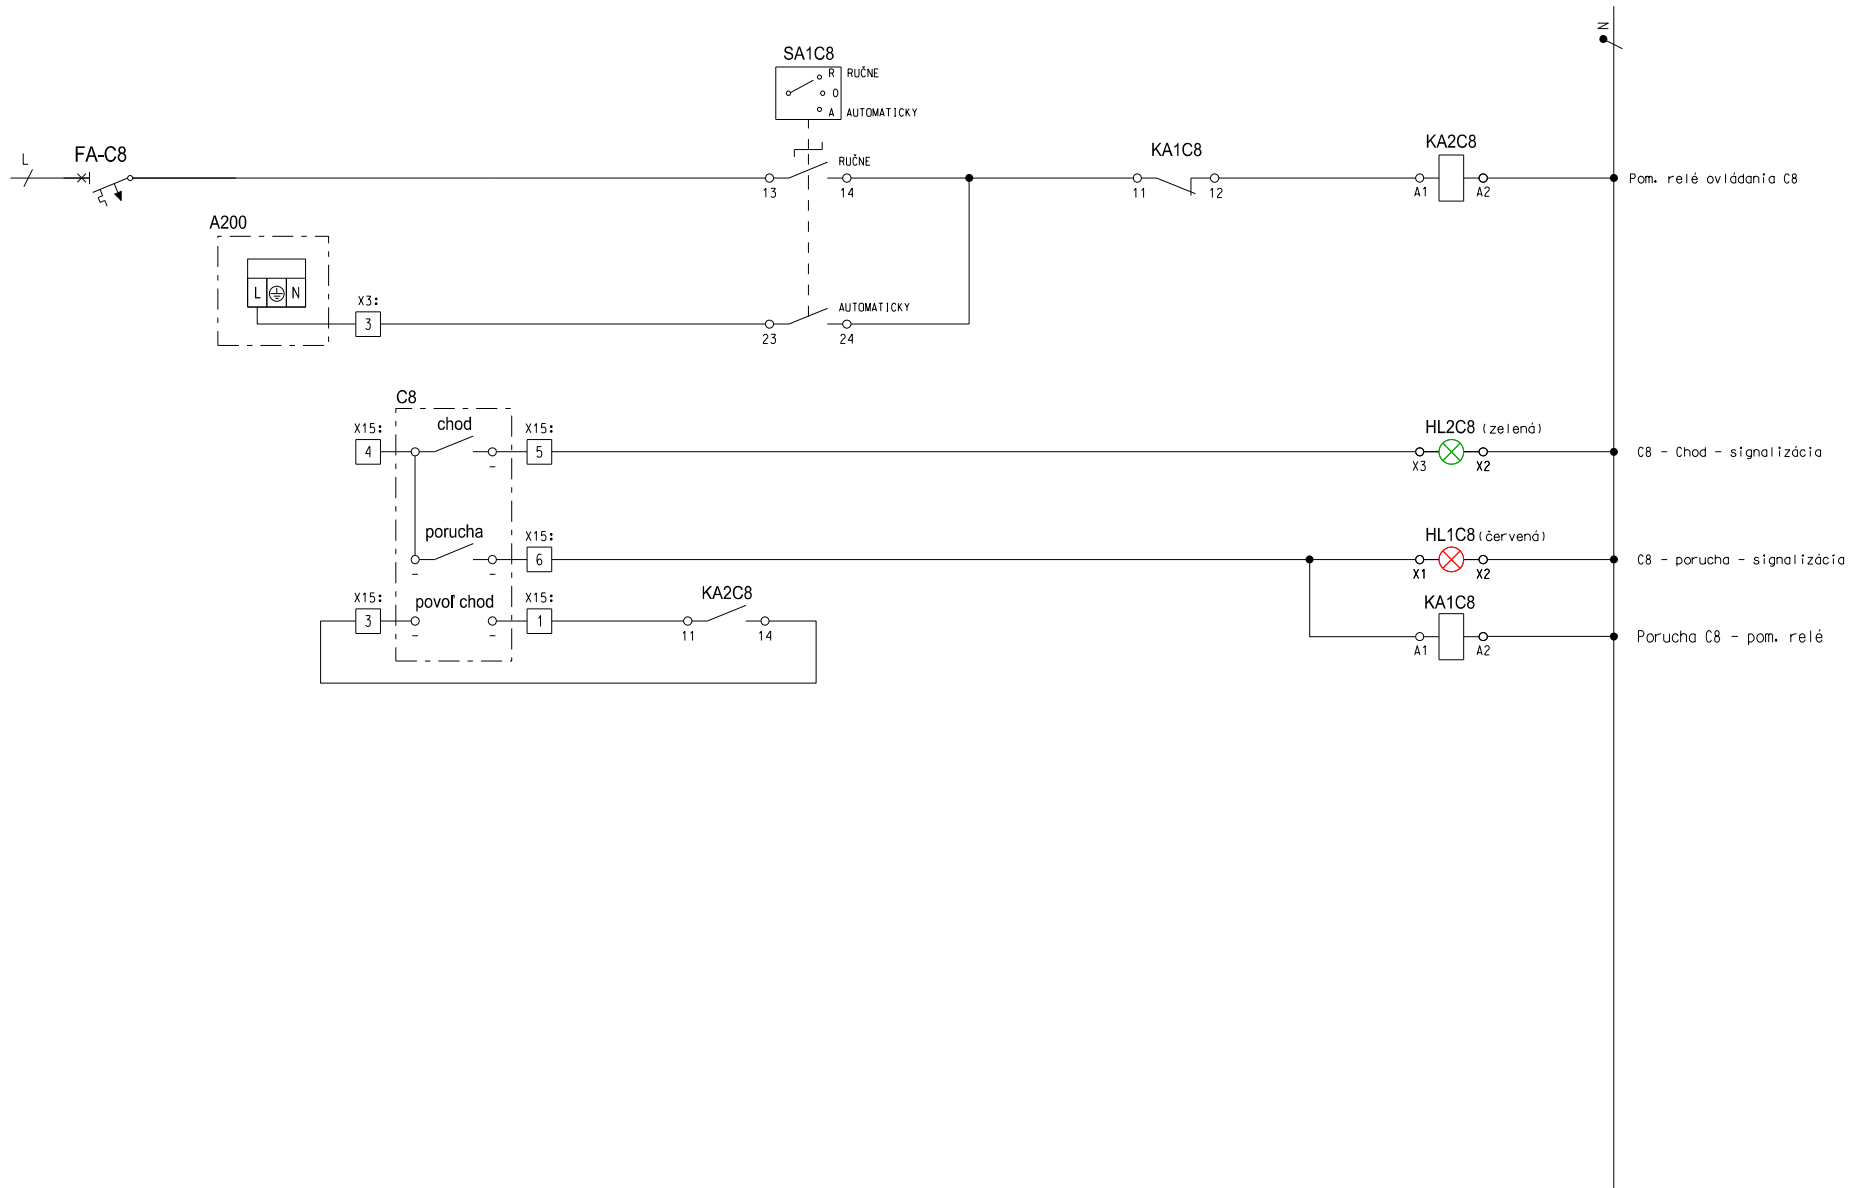 N
SA1C8
R RUČNE
O
A AUTOMATICKY
L
FA-C8
RUČNE
13
14
KA1C8
11
12
KA2C8
A1
A2
Pom. relé ovládania C8
A200
L
N
X3:
3
AUTOMATICKY
23
24
C8
X15:
4
chod
–
X15:
5
HL2C8 (zelená)
X3
X2
C8 – Chod – signalizácia
porucha
–
–
X15:
6
HL1C8 (červená)
X1
X2
C8 – porucha – signalizácia
X15:
3
povoľ chod
–
–
X15:
1
KA2C8
11
14
KA1C8
A1
A2
Porucha C8 – pom. relé